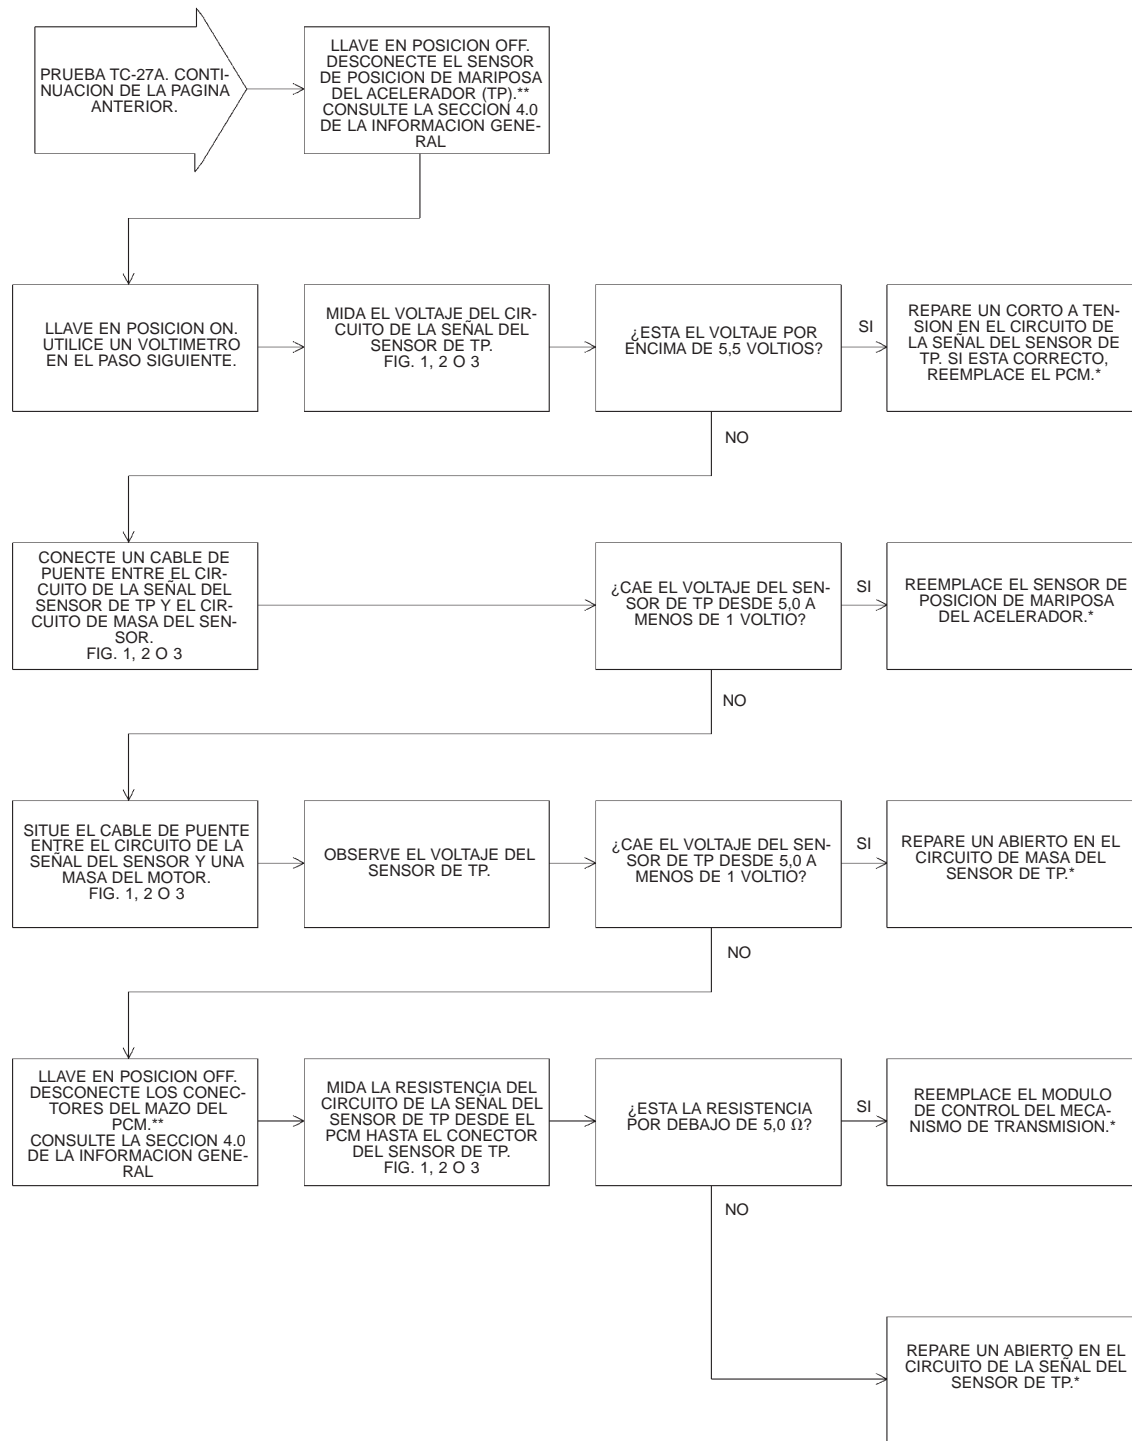 PRUEBA TC-27A. CONTI-
NUACION DE LA PAGINA
ANTERIOR.
LLAVE EN POSICION OFF.
DESCONECTE EL SENSOR
DE POSICION DE MARIPOSA
DEL ACELERADOR (TP).**
CONSULTE LA SECCION 4.0
DE LA INFORMACION GENE-
RAL
LLAVE EN POSICION ON.
UTILICE UN VOLTIMETRO
EN EL PASO SIGUIENTE.
MIDA EL VOLTAJE DEL CIR-
CUITO DE LA SEÑAL DEL
SENSOR DE TP.
FIG. 1, 2 O 3
¿ESTA EL VOLTAJE POR
ENCIMA DE 5,5 VOLTIOS?
SI
REPARE UN CORTO A TEN-
SION EN EL CIRCUITO DE
LA SEÑAL DEL SENSOR DE
TP. SI ESTA CORRECTO,
REEMPLACE EL PCM.*
NO
CONECTE UN CABLE DE
PUENTE ENTRE EL CIR-
CUITO DE LA SEÑAL DEL
SENSOR DE TP Y EL CIR-
CUITO DE MASA DEL SEN-
SOR.
FIG. 1, 2 O 3
¿CAE EL VOLTAJE DEL SEN-
SOR DE TP DESDE 5,0 A
MENOS DE 1 VOLTIO?
SI
REEMPLACE EL SENSOR DE
POSICION DE MARIPOSA
DEL ACELERADOR.*
NO
SITUE EL CABLE DE PUENTE
ENTRE EL CIRCUITO DE LA
SEÑAL DEL SENSOR Y UNA
MASA DEL MOTOR.
FIG. 1, 2 O 3
OBSERVE EL VOLTAJE DEL
SENSOR DE TP.
¿CAE EL VOLTAJE DEL SEN-
SOR DE TP DESDE 5,0 A
MENOS DE 1 VOLTIO?
SI
REPARE UN ABIERTO EN EL
CIRCUITO DE MASA DEL
SENSOR DE TP.*
NO
LLAVE EN POSICION OFF.
DESCONECTE LOS CONEC-
TORES DEL MAZO DEL
PCM.**
CONSULTE LA SECCION 4.0
DE LA INFORMACION GENE-
RAL
MIDA LA RESISTENCIA DEL
CIRCUITO DE LA SEÑAL DEL
SENSOR DE TP DESDE EL
PCM HASTA EL CONECTOR
DEL SENSOR DE TP.
FIG. 1, 2 O 3
¿ESTA LA RESISTENCIA
POR DEBAJO DE 5,0 Ω?
SI
REEMPLACE EL MODULO
DE CONTROL DEL MECA-
NISMO DE TRANSMISION.*
NO
REPARE UN ABIERTO EN EL
CIRCUITO DE LA SEÑAL DEL
SENSOR DE TP.*